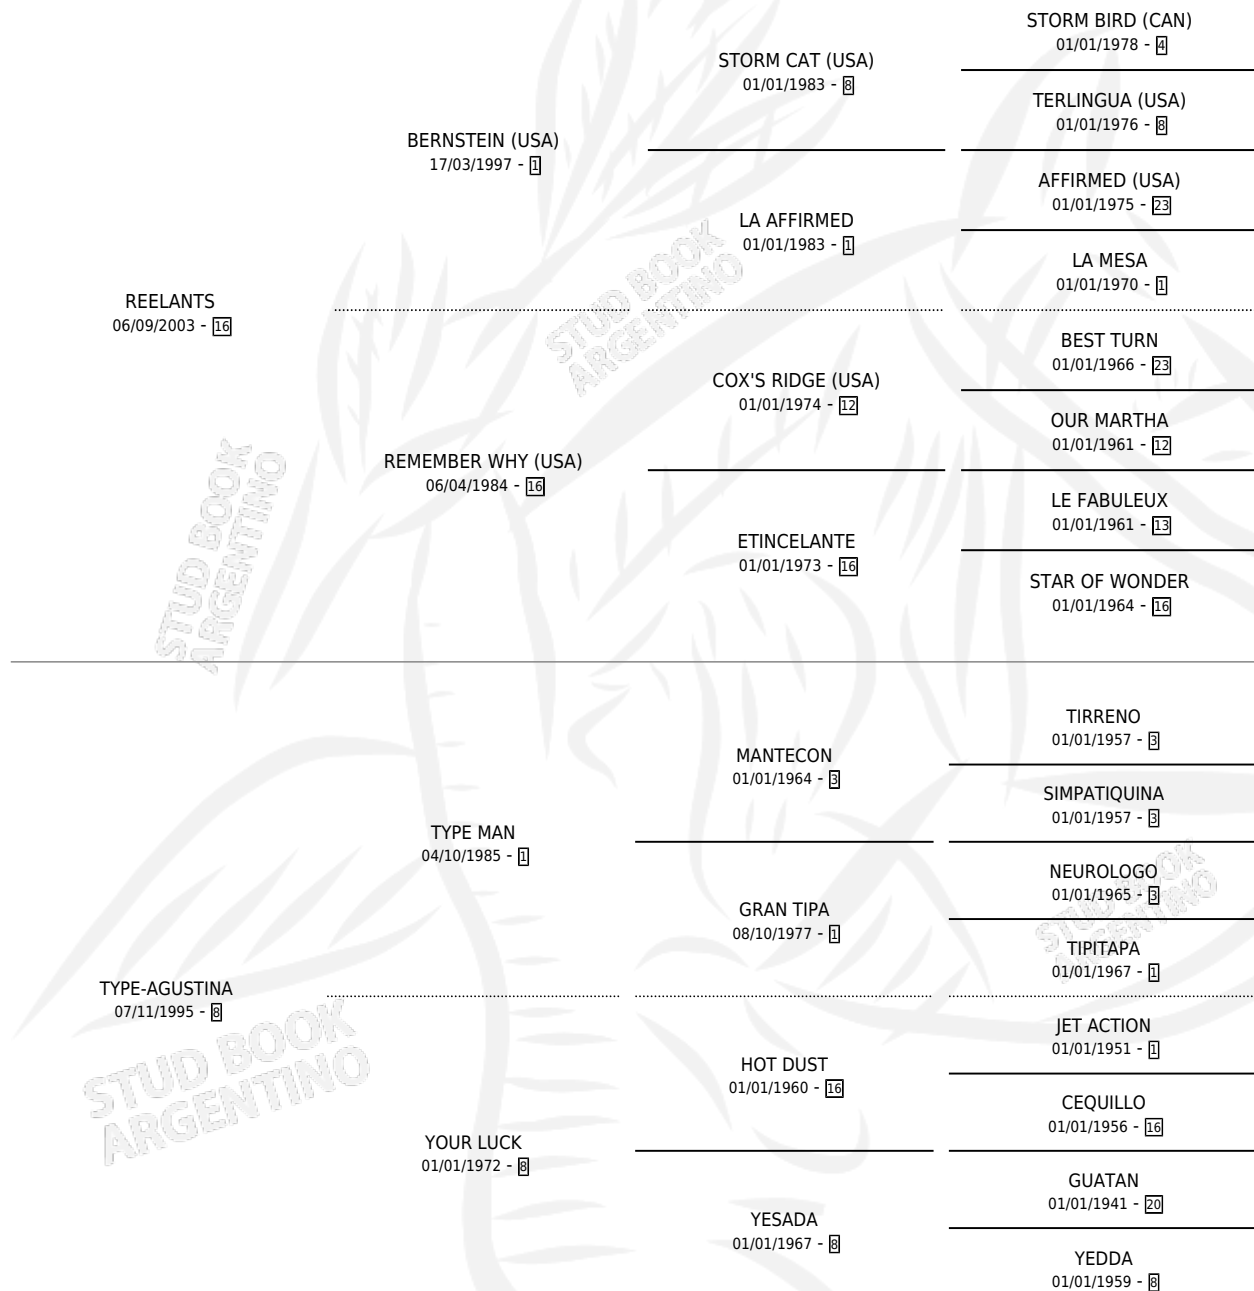 STORM BIRD (CAN)
01/01/1978 - 4
STORM CAT (USA)
01/01/1983 - 8
TERLINGUA (USA)
01/01/1976 - 8
BERNSTEIN (USA)
17/03/1997 - 1
AFFIRMED (USA)
01/01/1975 - 23
LA AFFIRMED
01/01/1983 - 1
LA MESA
01/01/1970 - 1
REELANTS
06/09/2003 - 16
BEST TURN
01/01/1966 - 23
COX'S RIDGE (USA)
01/01/1974 - 12
OUR MARTHA
01/01/1961 - 12
REMEMBER WHY (USA)
06/04/1984 - 16
LE FABULEUX
01/01/1961 - 13
ETINCELANTE
01/01/1973 - 16
STAR OF WONDER
01/01/1964 - 16
STUD BOOK
ARGENTINO
STUD BOOK
ARGENTINO
TIRRENO
01/01/1957 - 3
MANTECON
01/01/1964 - 3
SIMPATIQUINA
01/01/1957 - 3
TYPE MAN
04/10/1985 - 1
NEUROLOGO
01/01/1965 - 3
GRAN TIPA
08/10/1977 - 1
TIPITAPA
01/01/1967 - 1
TYPE-AGUSTINA
07/11/1995 - 8
JET ACTION
01/01/1951 - 1
HOT DUST
01/01/1960 - 16
CEQUILLO
01/01/1956 - 16
YOUR LUCK
01/01/1972 - 8
GUATAN
01/01/1941 - 20
YESADA
01/01/1967 - 8
YEDDA
01/01/1959 - 8
STUD BOOK
ARGENTINO
STUD BOOK
ARGENTINO